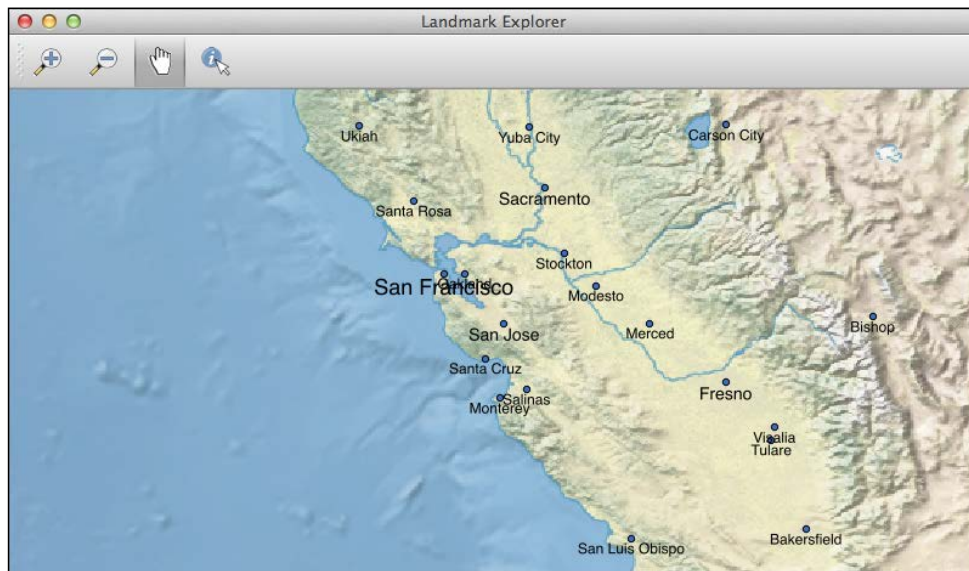 Landmark Explorer
Ukiah
Yuba City
Carson City
Sacramento
Santa Rosa
Stockton
San Francisco
Oakland
Modesto
San Jose
Merced
Bishop
Santa Cruz
Fresno
Salinas
Monterey
Visalia
Tulare
Bakersfield
San Luis Obispo